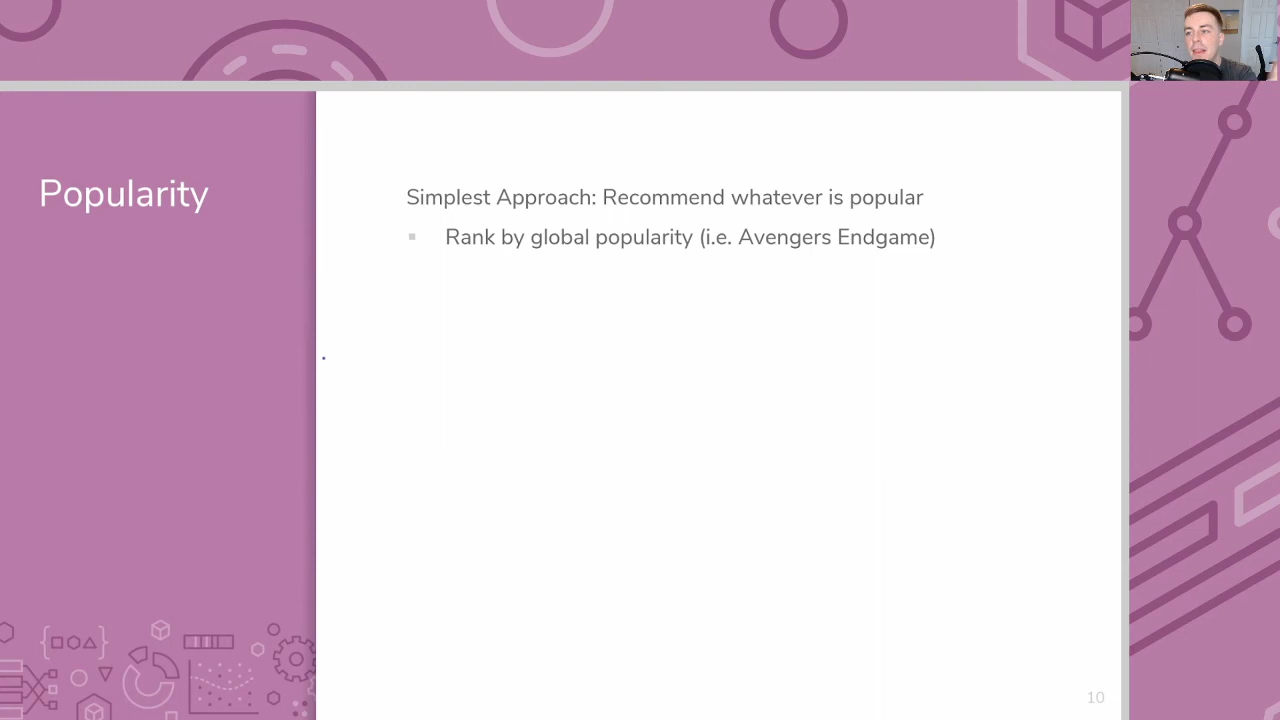 Popularity
Simplest Approach: Recommend whatever is popular
Rank by global popularity (i.e. Avengers Endgame)
10